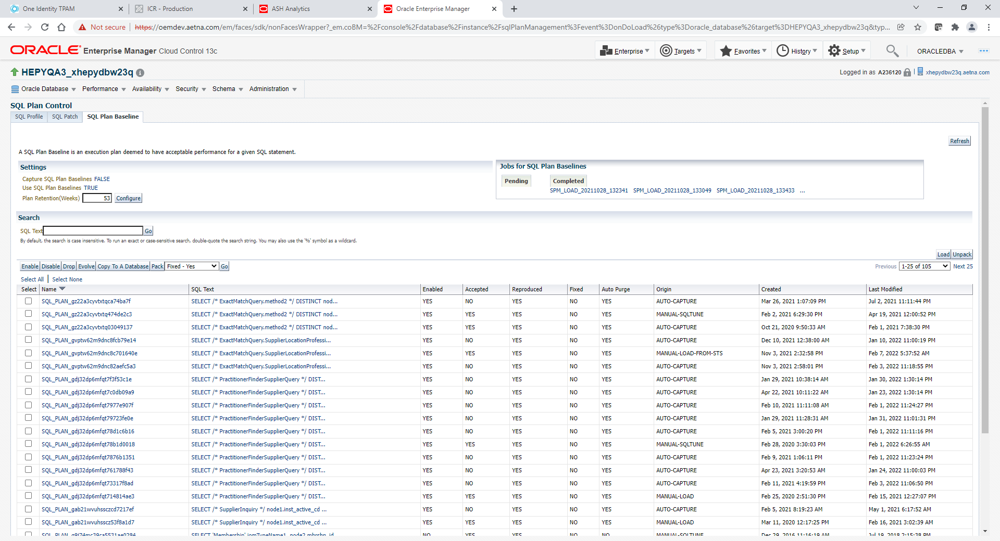 One Identity TPAM
ICR - Production
ASH Analytics
Oracle Enterprise Manager
Not secure
https://oemdev.aetna.com/em/faces/sdk/nonFacesWrapper?_em.coBM=%2Fconsole%2Fdatabase%2Finstance%2FsqlPlanManagement%3Fevent%3DonDoLoad%26type%3Doracle_database%26target%3DHEPYQA3_xhepydbw23q&typ...
ORACLE Enterprise Manager Cloud Control 13c
Enterprise
Targets
Favorites
History
Setup
ORACLEDBA
HEPYQA3_xhepydbw23q
Logged in as A236120
xhepydbw23q.aetna.com
Oracle Database Performance Availability Security Schema Administration
SQL Plan Control
SQL Profile SQL Patch SQL Plan Baseline
Refresh
A SQL Plan Baseline is an execution plan deemed to have acceptable performance for a given SQL statement.
Settings
Capture SQL Plan Baselines FALSE
Use SQL Plan Baselines TRUE
Plan Retention(Weeks) 53 Configure
Jobs for SQL Plan Baselines
Pending Completed
SPM_LOAD_20211028_132341 SPM_LOAD_20211028_133049 SPM_LOAD_20211028_133433 ...
Search
SQL Text Go
By default, the search is case insensitive. To run an exact or case-sensitive search, double-quote the search string. You may also use the '%' symbol as a wildcard.
Load Unpack
Enable Disable Drop Evolve Copy To A Database Pack Fixed - Yes Go
Previous 1-25 of 105 Next 25
Select All | Select None
Select Name SQL Text Enabled Accepted Reproduced Fixed Auto Purge Origin Created Last Modified
SQL_PLAN_gz22a3cyvtxtqca74ba7f SELECT /* ExactMatchQuery.method2 */ DISTINCT nod... YES NO YES NO YES AUTO-CAPTURE Mar 26, 2021 1:07:09 PM Jul 2, 2021 11:11:44 PM
SQL_PLAN_gz22a3cyvtxtq474de2c3 SELECT /* ExactMatchQuery.method2 */ DISTINCT nod... YES YES YES NO YES MANUAL-SQLTUNE Feb 2, 2021 6:29:30 PM Apr 19, 2021 12:00:52 PM
SQL_PLAN_gz22a3cyvtxtq03049137 SELECT /* ExactMatchQuery.method2 */ DISTINCT nod... YES YES YES NO YES AUTO-CAPTURE Oct 21, 2020 9:50:33 AM Feb 1, 2021 7:38:30 PM
SQL_PLAN_gvptw62m9dnc8fcb79e14 SELECT /* ExactMatchQuery.SupplierLocationProfessi... YES NO YES NO YES AUTO-CAPTURE Dec 10, 2021 12:38:00 AM Jan 10, 2022 11:00:19 PM
SQL_PLAN_gvptw62m9dnc8c701640e SELECT /* ExactMatchQuery.SupplierLocationProfessi... YES YES YES NO YES MANUAL-LOAD-FROM-STS Nov 3, 2021 2:32:58 PM Feb 7, 2022 5:37:52 AM
SQL_PLAN_gvptw62m9dnc82aefc5a3 SELECT /* ExactMatchQuery.SupplierLocationProfessi... YES NO YES NO YES AUTO-CAPTURE Nov 3, 2021 2:58:01 PM Feb 3, 2022 11:18:55 PM
SQL_PLAN_gdj32dp6mfqt7f3f53c1e SELECT /* PractitionerFinderSupplierQuery */ DIST... YES NO YES NO YES AUTO-CAPTURE Jan 29, 2021 10:38:14 AM Jan 30, 2022 1:30:14 PM
SQL_PLAN_gdj32dp6mfqt7c0db09a9 SELECT /* PractitionerFinderSupplierQuery */ DIST... YES NO YES NO YES AUTO-CAPTURE Apr 22, 2021 10:11:22 AM Jan 23, 2022 1:30:14 PM
SQL_PLAN_gdj32dp6mfqt7977e907f SELECT /* PractitionerFinderSupplierQuery */ DIST... YES NO YES NO YES AUTO-CAPTURE Feb 10, 2021 11:11:08 AM Feb 1, 2022 11:24:27 PM
SQL_PLAN_gdj32dp6mfqt79723fe0e SELECT /* PractitionerFinderSupplierQuery */ DIST... YES NO YES NO YES AUTO-CAPTURE Jan 29, 2021 11:28:31 AM Jan 31, 2022 11:01:31 PM
SQL_PLAN_gdj32dp6mfqt78d1c6b16 SELECT /* PractitionerFinderSupplierQuery */ DIST... YES NO YES NO YES AUTO-CAPTURE Feb 5, 2021 3:00:20 PM Feb 1, 2022 11:11:16 PM
SQL_PLAN_gdj32dp6mfqt78b1d0018 SELECT /* PractitionerFinderSupplierQuery */ DIST... YES YES YES NO YES MANUAL-SQLTUNE Feb 28, 2020 3:30:03 PM Feb 1, 2022 6:26:55 AM
SQL_PLAN_gdj32dp6mfqt7876b1351 SELECT /* PractitionerFinderSupplierQuery */ DIST... YES NO YES NO YES AUTO-CAPTURE Feb 9, 2021 1:06:11 PM Feb 1, 2022 11:23:24 PM
SQL_PLAN_gdj32dp6mfqt761788f43 SELECT /* PractitionerFinderSupplierQuery */ DIST... YES NO YES NO YES AUTO-CAPTURE Apr 23, 2021 3:20:53 AM Jan 24, 2022 11:00:03 PM
SQL_PLAN_gdj32dp6mfqt73317f8ad SELECT /* PractitionerFinderSupplierQuery */ DIST... YES NO YES NO YES AUTO-CAPTURE Feb 11, 2021 4:19:59 PM Feb 3, 2022 11:06:50 PM
SQL_PLAN_gdj32dp6mfqt714814ae3 SELECT /* PractitionerFinderSupplierQuery */ DIST... YES YES YES NO YES MANUAL-LOAD Feb 25, 2020 2:51:30 PM Feb 15, 2021 12:27:07 PM
SQL_PLAN_gab21wvuhssczcd7217ef SELECT /* SupplierInquiry */ node1.inst_active_cd ... YES NO YES NO YES AUTO-CAPTURE Feb 5, 2021 8:19:23 AM May 1, 2021 6:17:52 AM
SQL_PLAN_gab21wvuhsscz53f8a1d7 SELECT /* SupplierInquiry */ node1.inst_active_cd ... YES YES YES NO YES MANUAL-LOAD Mar 11, 2020 12:17:25 PM Feb 16, 2021 3:02:39 AM
SQL_PLAN_g9j74mc39ca5531ae0284 SELECT 'Membership' iomTypeName1, node2.mbrshp_id NO YES YES NO NO MANUAL-SQLTUNE Dec 29, 2016 11:16:19 AM Jul 19, 2018 2:15:38 PM